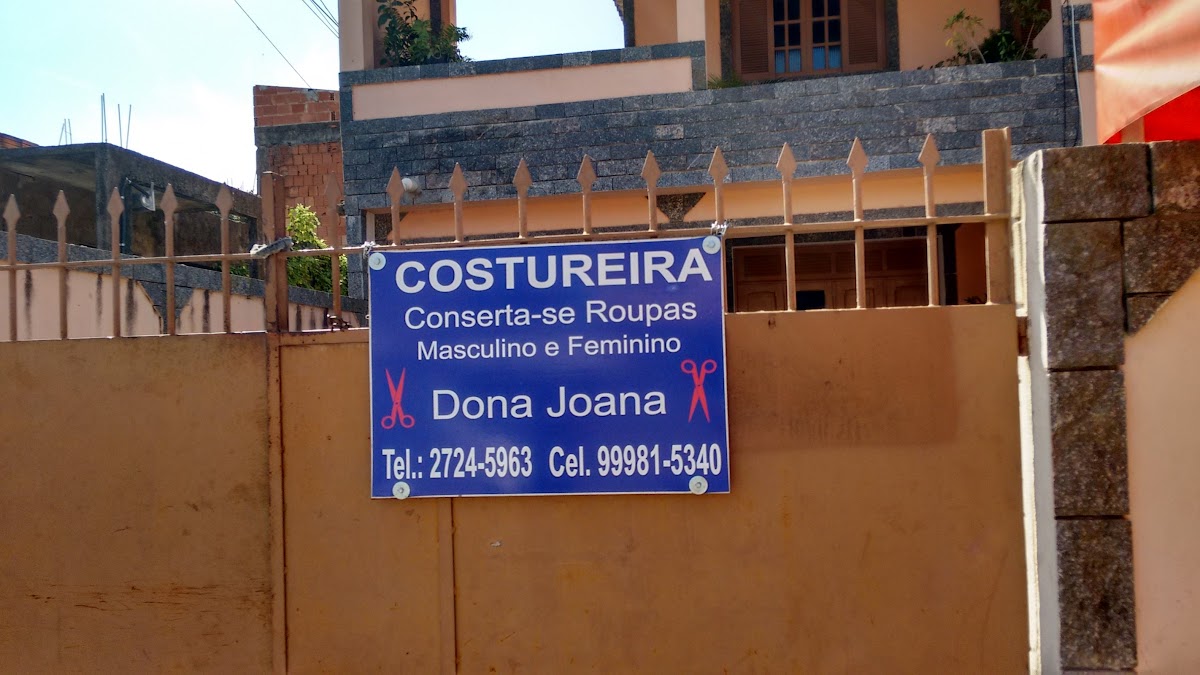 COSTUREIRA
Conserta-se Roupas
Masculino e Feminino
Dona Joana
Tel.: 2724-5963 Cel. 99981-5340